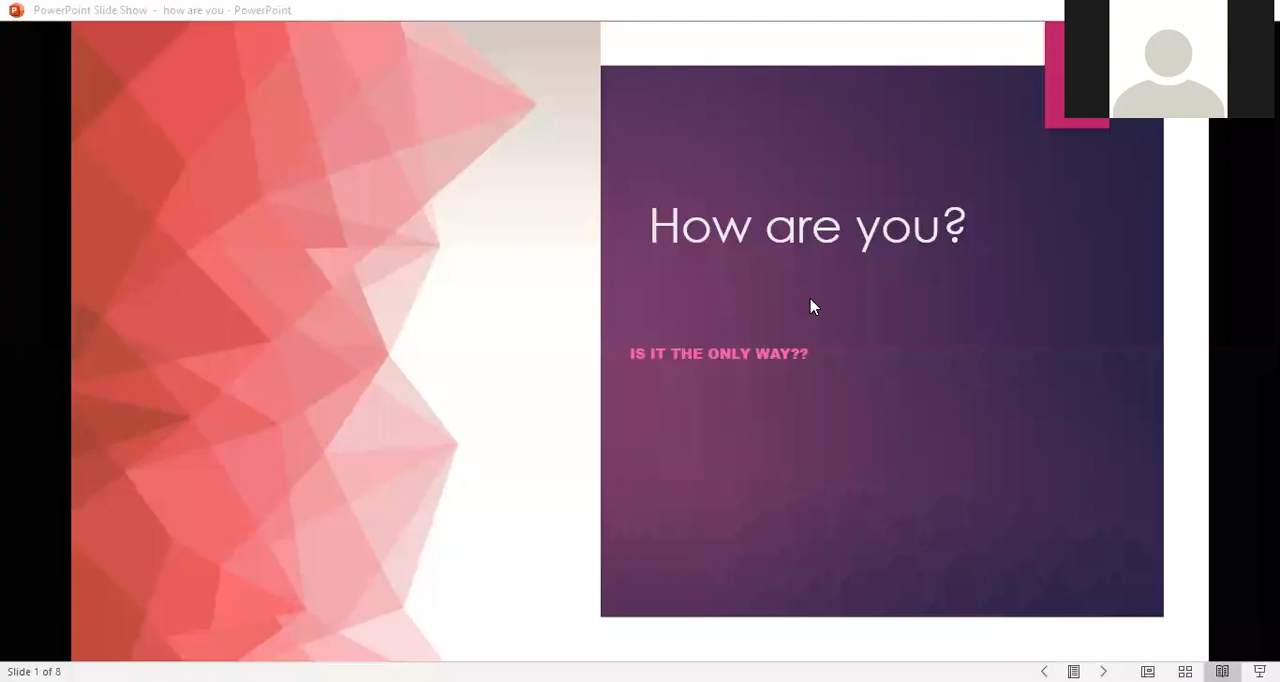 PowerPoint Slide Show - how are you - PowerPoint
How are you?
IS IT THE ONLY WAY??
Slide 1 of 8